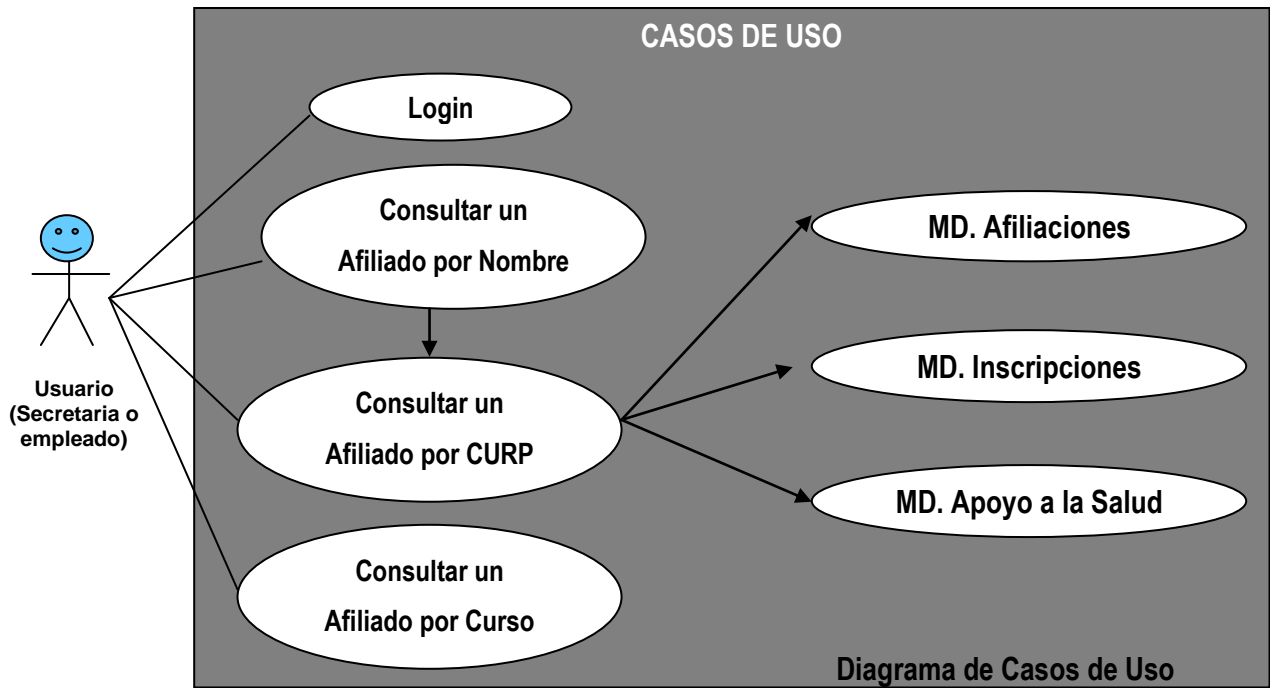 CASOS DE USO
Login
Consultar un
Afiliado por Nombre
MD. Afiliaciones
MD. Inscripciones
Usuario
(Secretaria o
empleado)
Consultar un
Afiliado por CURP
MD. Apoyo a la Salud
Consultar un
Afiliado por Curso
Diagrama de Casos de Uso